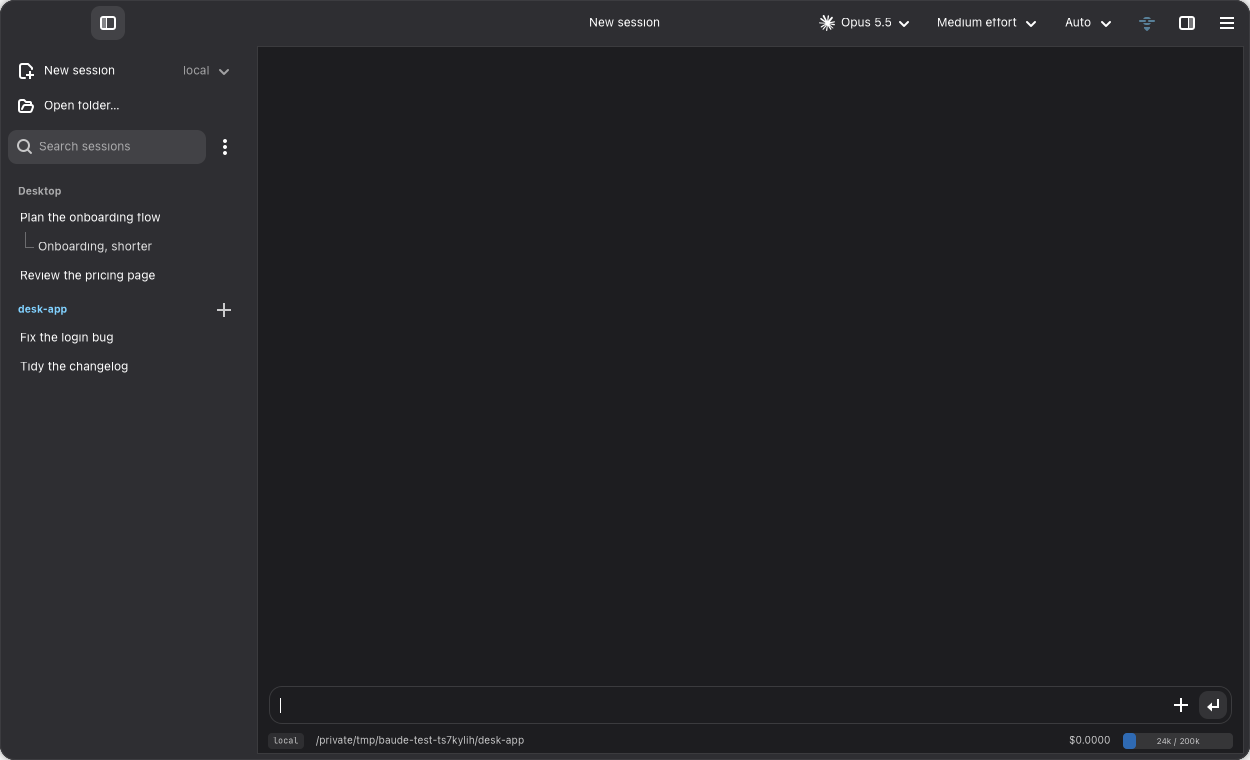 New session
Opus 5.5
Medium effort
Auto
New session
local
Open folder...
Search sessions
Desktop
Plan the onboarding flow
Onboarding, shorter
Review the pricing page
desk-app
Fix the login bug
Tidy the changelog
local
/private/tmp/baude-test-ts7kylih/desk-app
$0.0000
24k / 200k